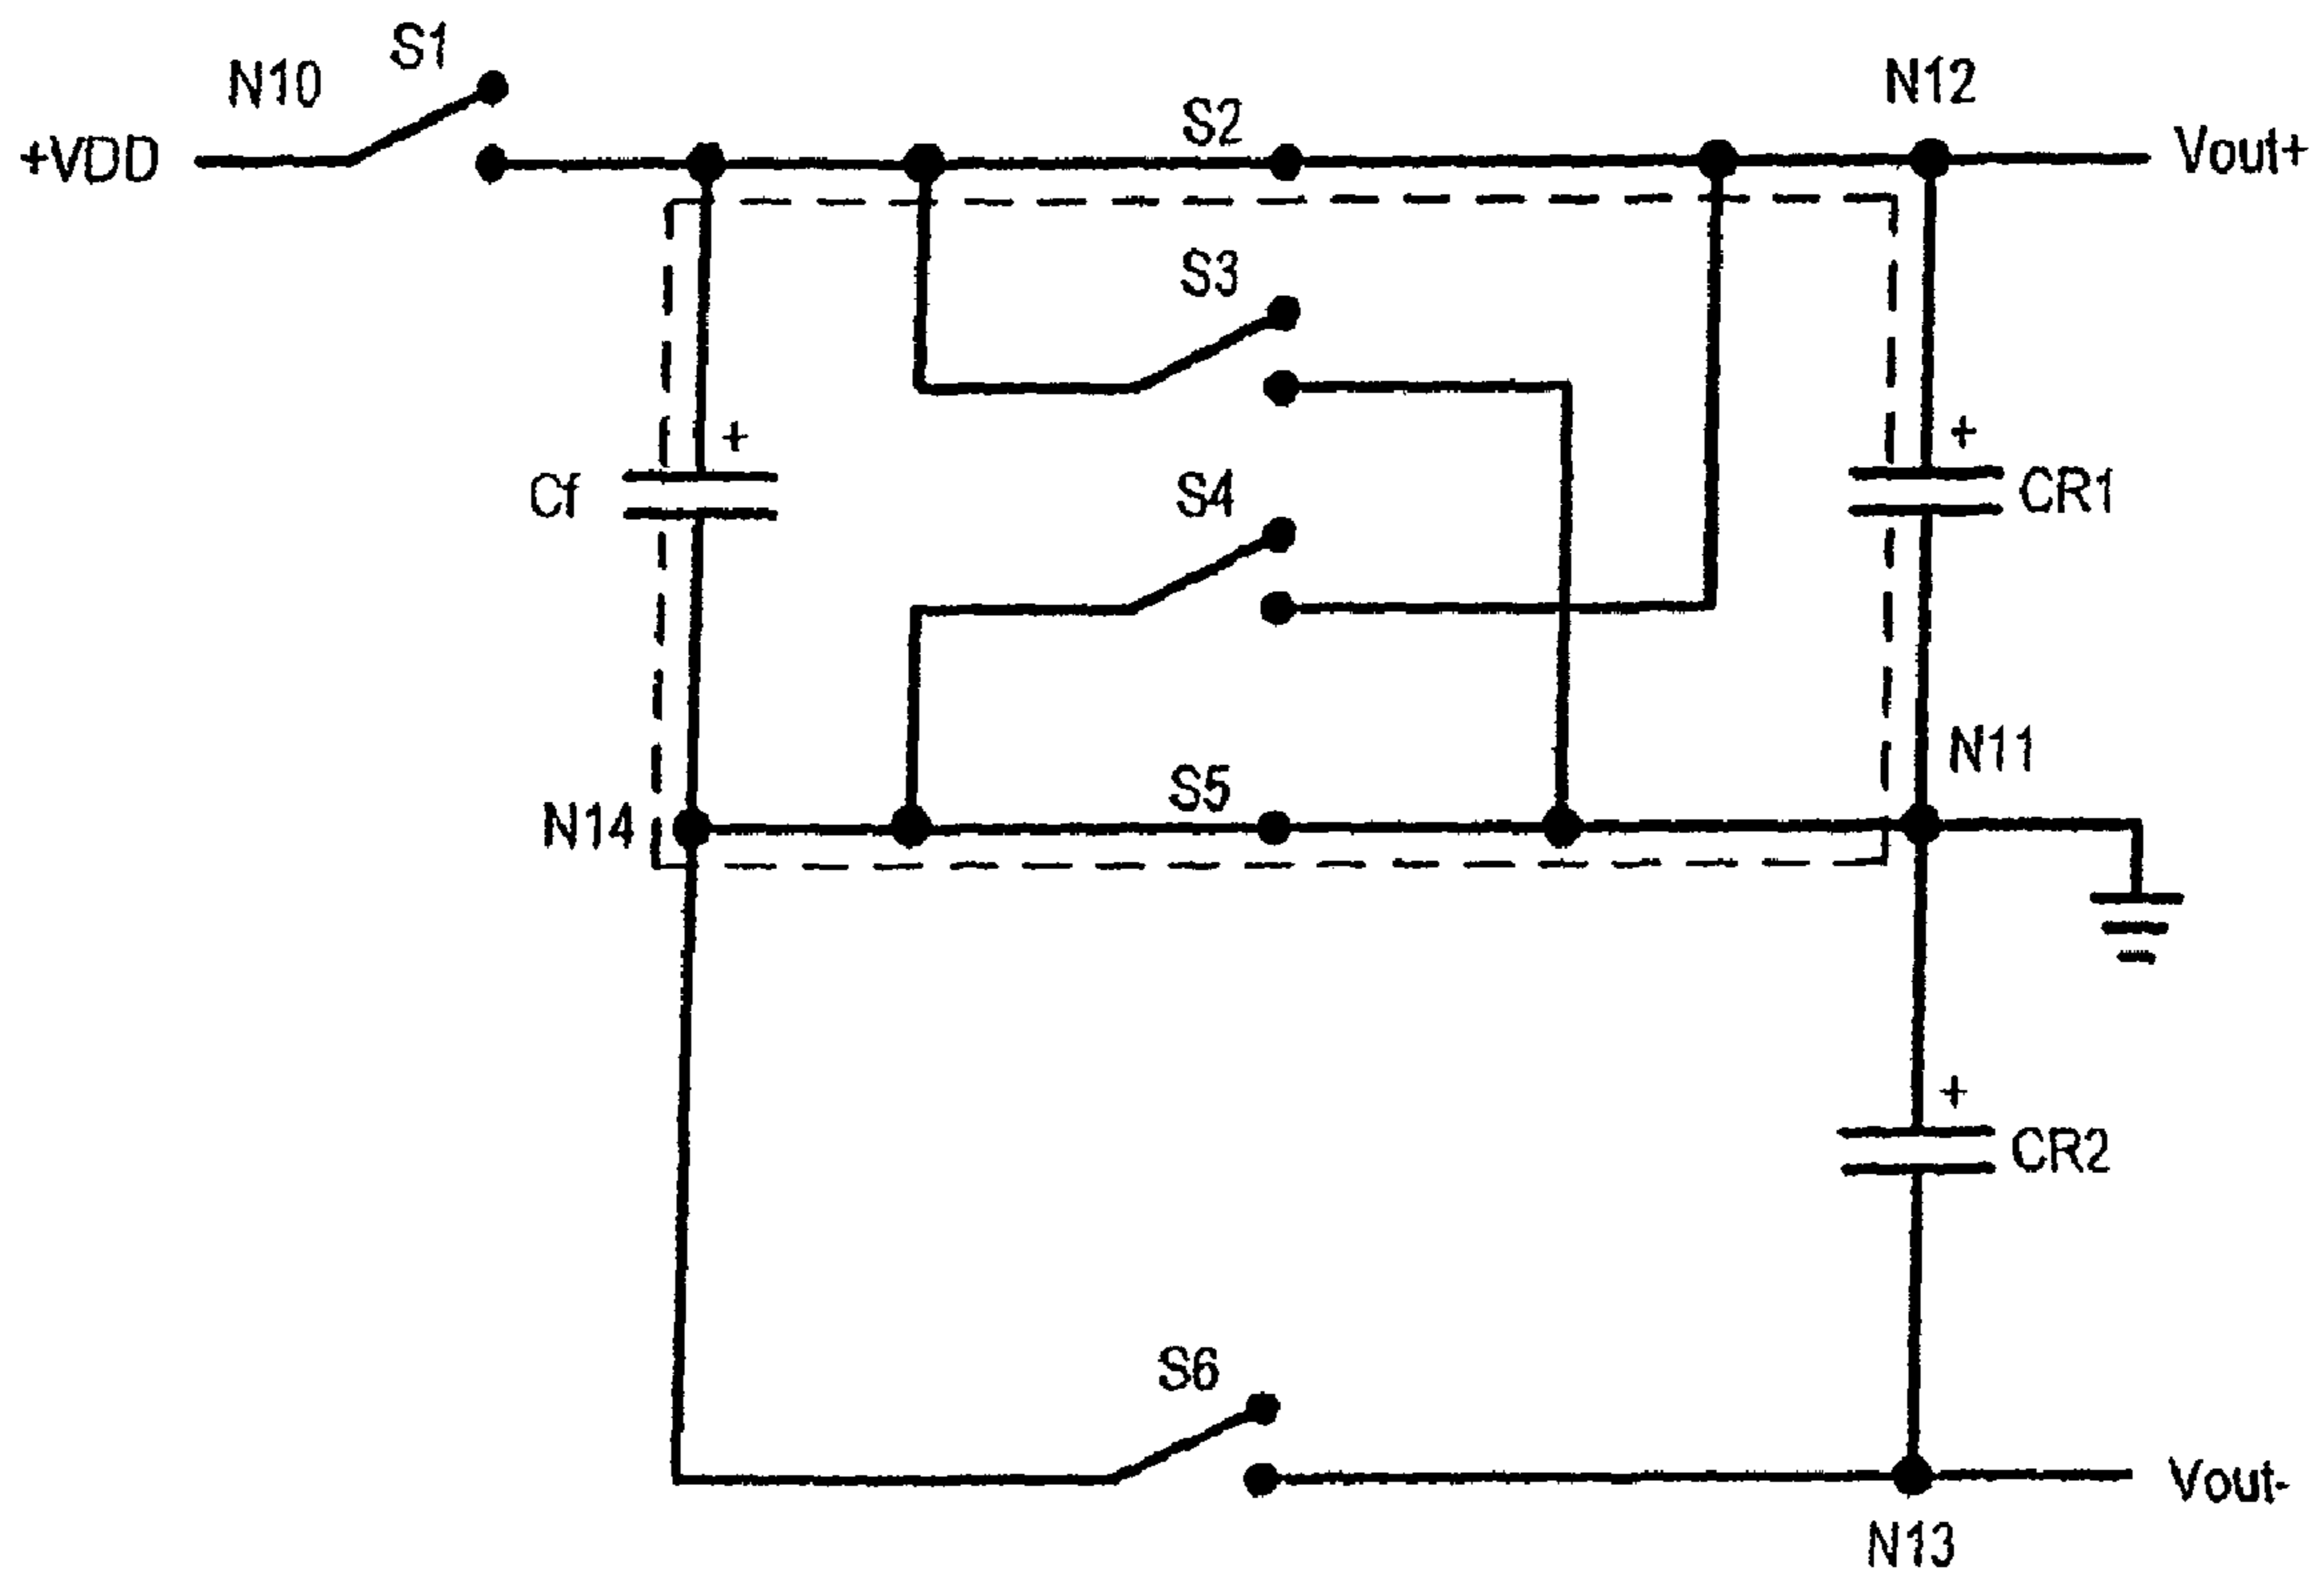 S1
N10
+VDD
S2
N12
Vout+
S3
+
Cf
S4
+
CR1
N14
S5
N11
+
CR2
S6
Vout-
N13